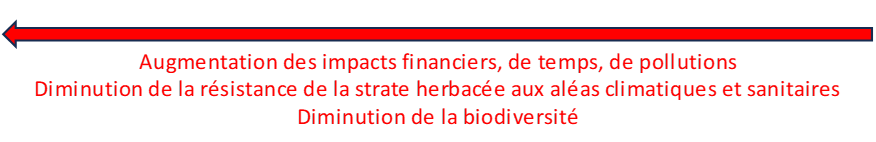 Augmentation des impacts financiers, de temps, de pollutions
Diminution de la résistance de la strate herbacée aux aléas climatiques et sanitaires
Diminution de la biodiversité